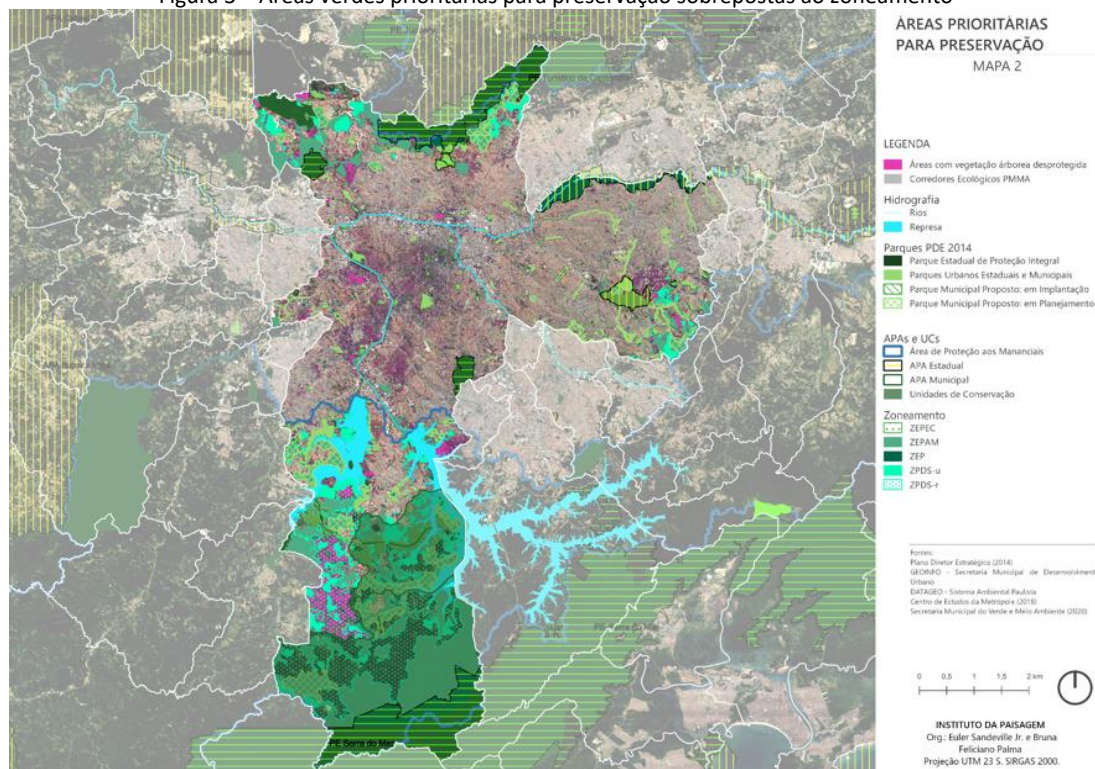 Figura 3 – Áreas verdes prioritárias para preservação sobrepostas ao zoneamento
ÁREAS PRIORITÁRIAS
PARA PRESERVAÇÃO
MAPA 2
LEGENDA
Áreas com vegetação árborea desprotegida
Corredores Ecológicos PMMA
Hidrografia
Rios
Represa
Parques PDE 2014
Parque Estadual de Proteção Integral
Parques Urbanos Estaduais e Municipais
Parque Municipal Proposto: em Implantação
Parque Municipal Proposto: em Planejamento
APAs e UCs
Área de Proteção aos Mananciais
APA Estadual
APA Municipal
Unidades de Conservação
Zoneamento
ZEPEC
ZEPAM
ZEP
ZPDS-u
ZPDS-r
Fontes:
Plano Diretor Estratégico (2014)
GEOINFO - Secretaria Municipal de Desenvolviment
Urbano
DATAGEO - Sistema Ambiental Paulista
Centro de Estudos da Metrópole (2018)
Secretaria Municipal do Verde e Meio Ambiente (2020)
0 0,5 1 1,5 2 km
INSTITUTO DA PAISAGEM
Org.: Euler Sandeville Jr. e Bruna
Feliciano Palma
Projeção UTM 23 S. SIRGAS 2000.
PE Serra do Mar